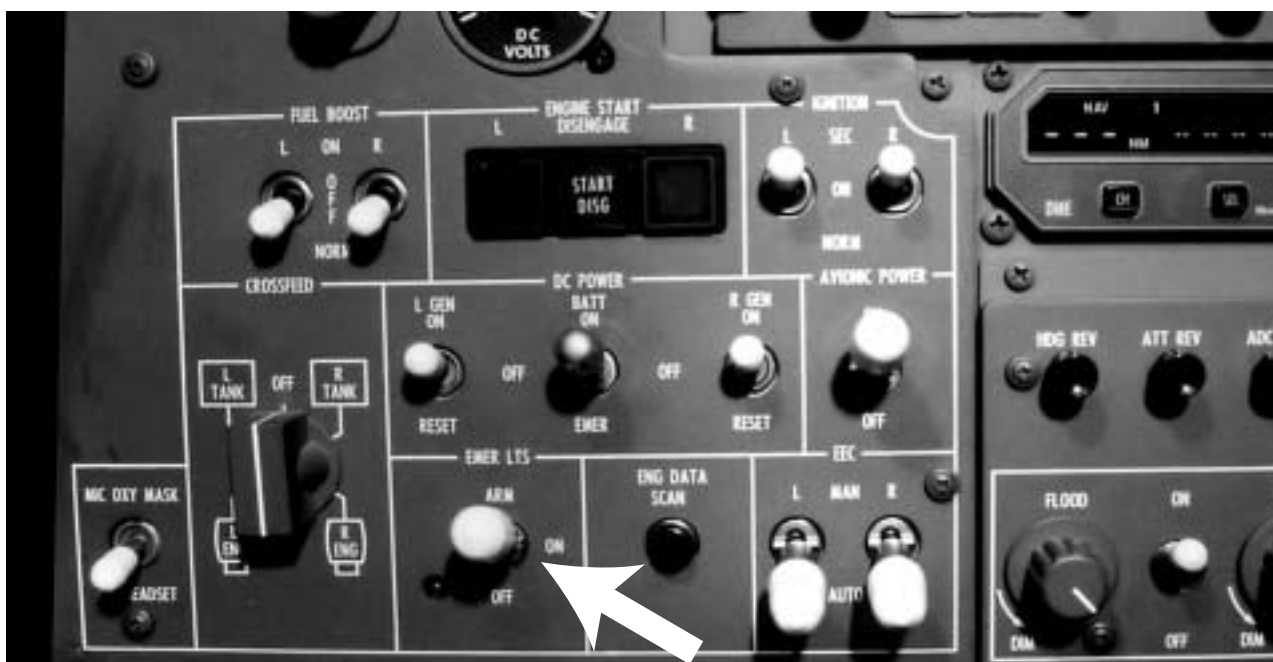 DC
VOLTS
FUEL BOOST
L ON R
OFF
NORM
ENGINE START
L DISENGAGE R
START
DISG
IGNITION
L SEC R
ON
NORM
NAV 1
--- ----
NM
DME
CH
SEL
CROSSFEED
L
TANK
OFF
R
TANK
L
ENG
R
ENG
DC POWER
L GEN
ON
BATT
ON
R GEN
ON
OFF
OFF
RESET
EMER
RESET
AVIONIC POWER
OFF
HDG REV
ATT REV
ADC
MIC OXY MASK
HEADSET
EMER LTS
ARM
ON
OFF
ENG DATA
SCAN
EEC
L MAN R
AUTO
FLOOD
DIM
ON
OFF
DIM